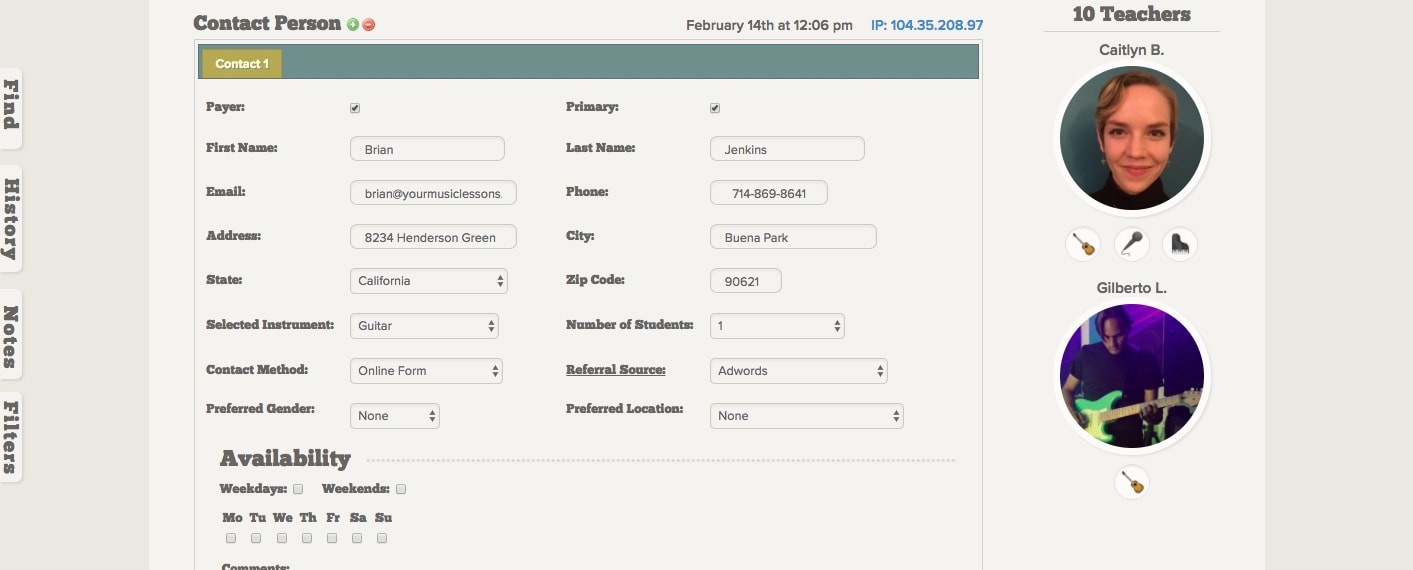 Contact Person
February 14th at 12:06 pm IP: 104.35.208.97
Contact 1
Payer: Primary:
First Name: Brian Last Name: Jenkins
Email: brian@yourmusiclessons. Phone: 714-869-8641
Address: 8234 Henderson Green City: Buena Park
State: California Zip Code: 90621
Selected Instrument: Guitar Number of Students: 1
Contact Method: Online Form Referral Source: Adwords
Preferred Gender: None Preferred Location: None
Availability
Weekdays: Weekends:
Mo Tu We Th Fr Sa Su
Comments:
10 Teachers
Caitlyn B.
Gilberto L.
Find
History
Notes
Filters